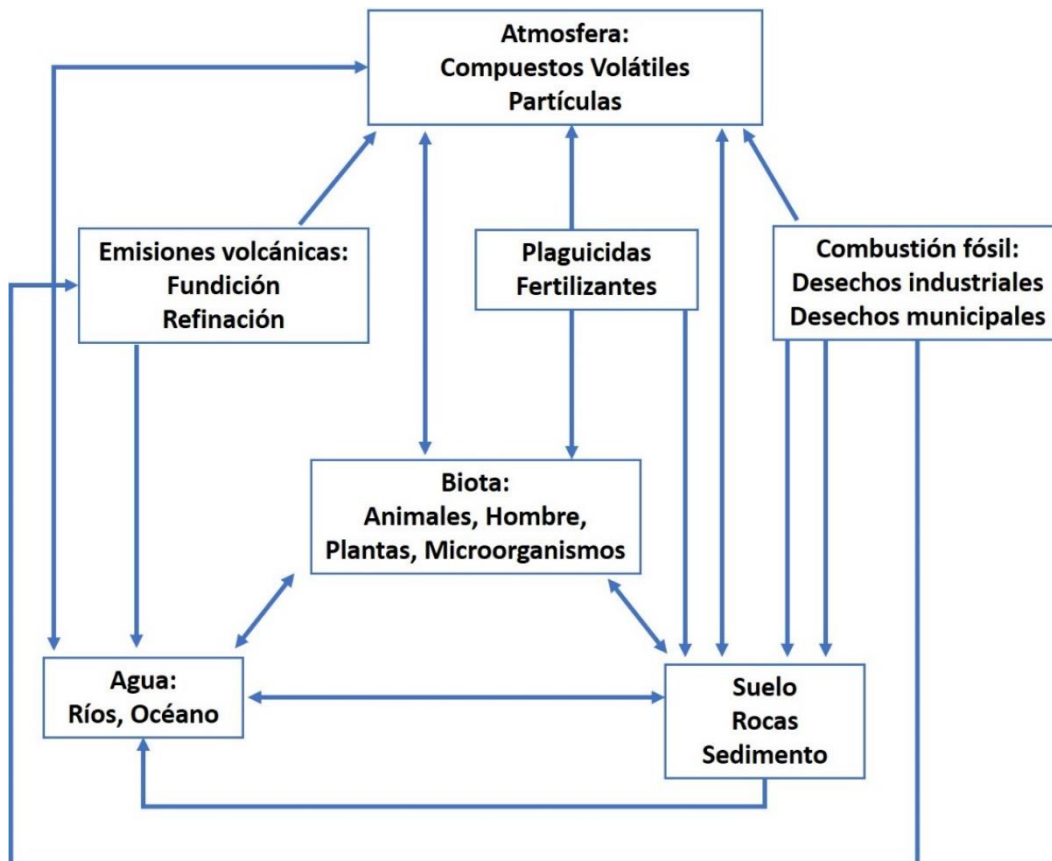 Atmosfera:
Compuestos Volátiles
Partículas
Emisiones volcánicas:
Fundición
Refinación
Plaguicidas
Fertilizantes
Combustión fósil:
Desechos industriales
Desechos municipales
Biota:
Animales, Hombre,
Plantas, Microorganismos
Agua:
Ríos, Océano
Suelo
Rocas
Sedimento